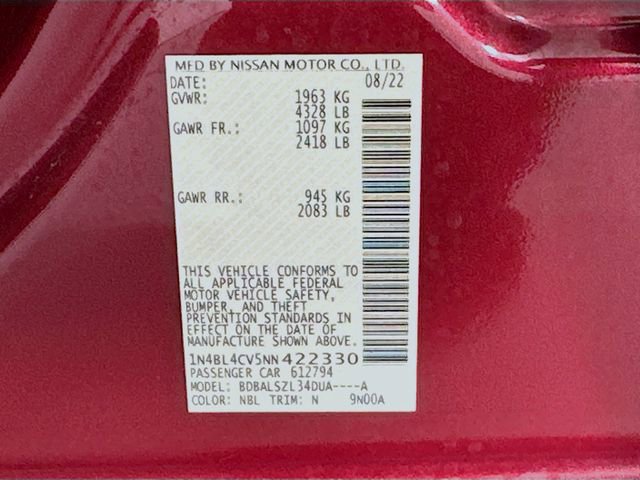 MFD BY NISSAN MOTOR CO., LTD.
DATE: 08/22
GVWR: 1963 KG
4328 LB
GAWR FR.: 1097 KG
2418 LB
GAWR RR.: 945 KG
2083 LB
THIS VEHICLE CONFORMS TO
ALL APPLICABLE FEDERAL
MOTOR VEHICLE SAFETY,
BUMPER, AND THEFT
PREVENTION STANDARDS
IN EFFECT ON THE DATE OF
MANUFACTURE SHOWN ABOVE.
1N4BL4CV5NN422330
PASSENGER CAR 612794
MODEL: BDBALSZL34DUA----A
COLOR: NBL TRIM: N 9N00A